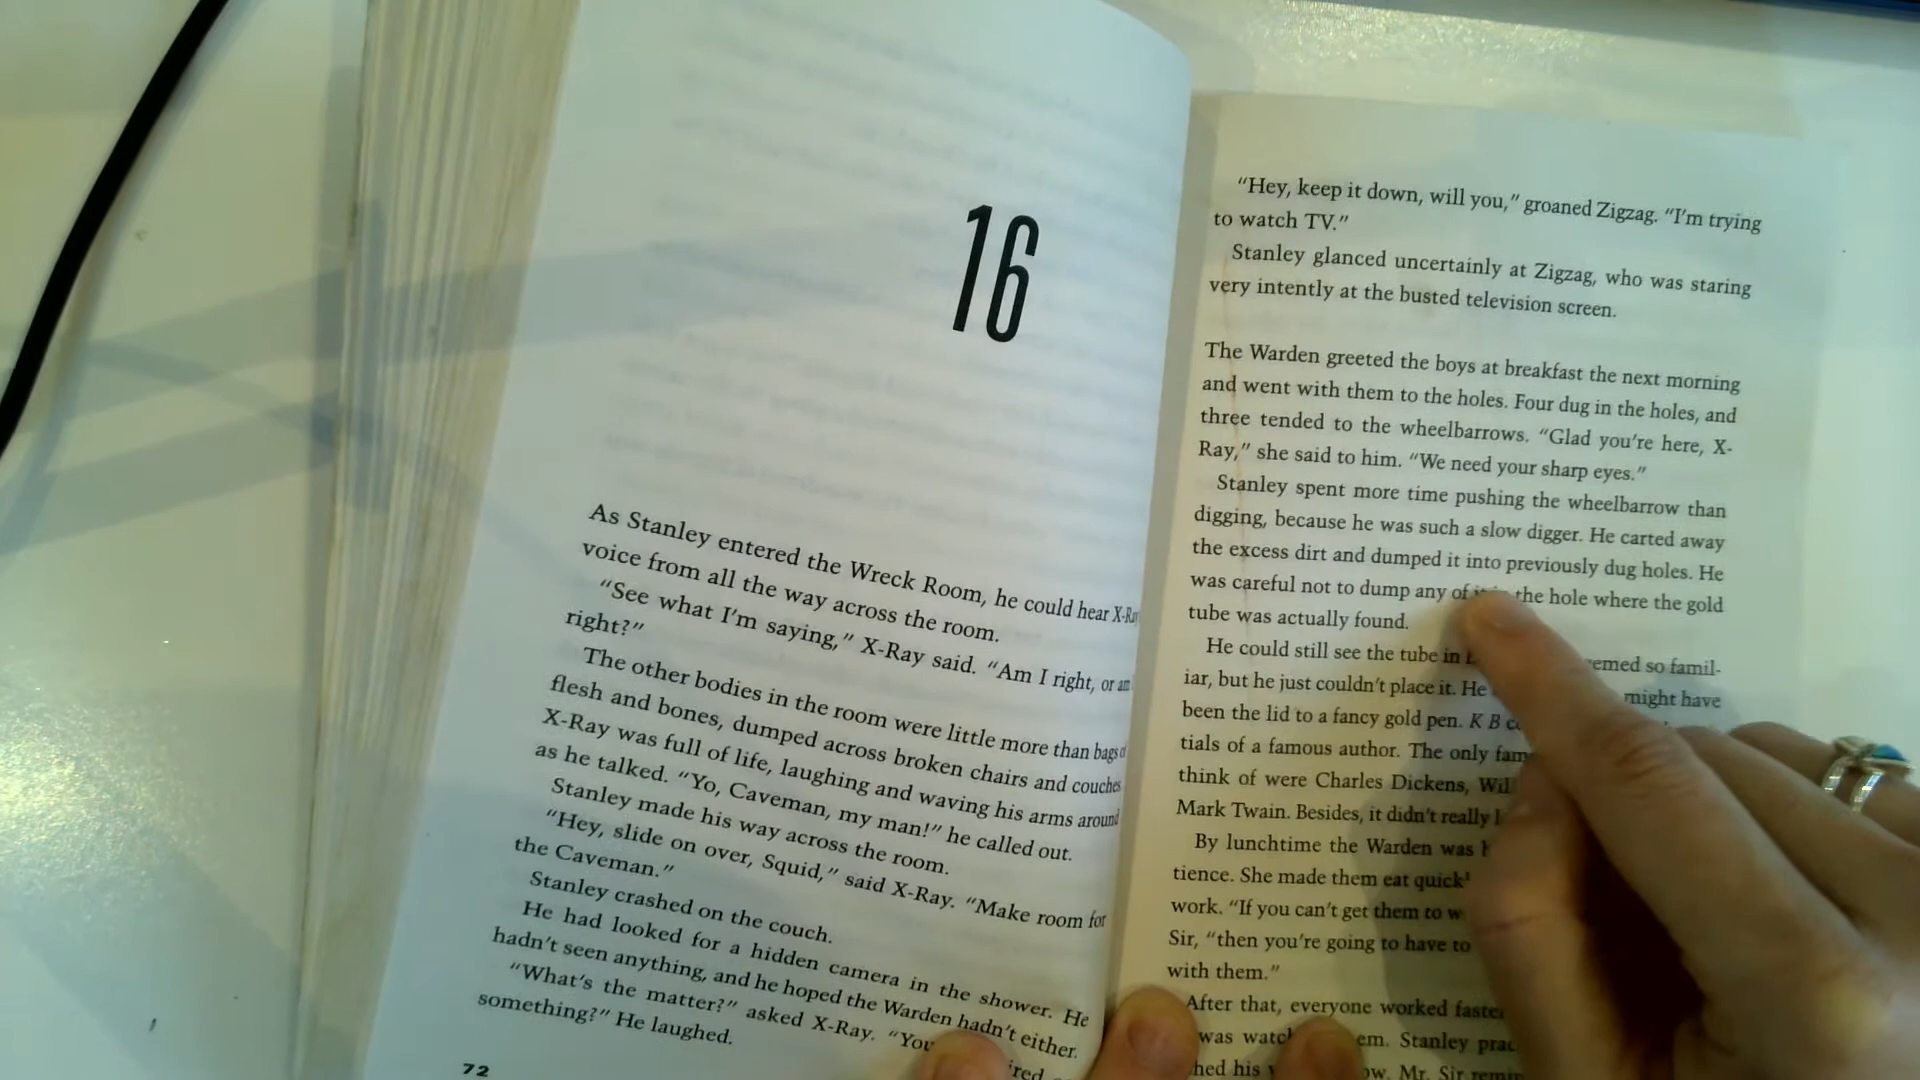 16
As Stanley entered the Wreck Room, he could hear X-Ray
voice from all the way across the room.
"See what I'm saying," X-Ray said. "Am I right, or am
right?"
The other bodies in the room were little more than bags of
flesh and bones, dumped across broken chairs and couches
X-Ray was full of life, laughing and waving his arms around
as he talked. "Yo, Caveman, my man!" he called out.
Stanley made his way across the room.
"Hey, slide on over, Squid," said X-Ray. "Make room for
the Caveman."
Stanley crashed on the couch.
He had looked for a hidden camera in the shower. He
hadn't seen anything, and he hoped the Warden hadn't either.
"What's the matter?" asked X-Ray. "You
something?" He laughed.
72
"Hey, keep it down, will you," groaned Zigzag. "I'm trying
to watch TV."
Stanley glanced uncertainly at Zigzag, who was staring
very intently at the busted television screen.
The Warden greeted the boys at breakfast the next morning
and went with them to the holes. Four dug in the holes, and
three tended to the wheelbarrows. "Glad you're here, X-
Ray," she said to him. "We need your sharp eyes."
Stanley spent more time pushing the wheelbarrow than
digging, because he was such a slow digger. He carted away
the excess dirt and dumped it into previously dug holes. He
was careful not to dump any of it in the hole where the gold
tube was actually found.
He could still see the tube in emed so famil-
iar, but he just couldn't place it. He might have
been the lid to a fancy gold pen. K B
tials of a famous author. The only
think of were Charles Dickens,
Mark Twain. Besides, it didn't really
By lunchtime the Warden was
tience. She made them eat
work. "If you can't get them to
Sir, "then you're going to have to
with them."
After that, everyone worked
was em. Stanley
his ow. Mr. Sir